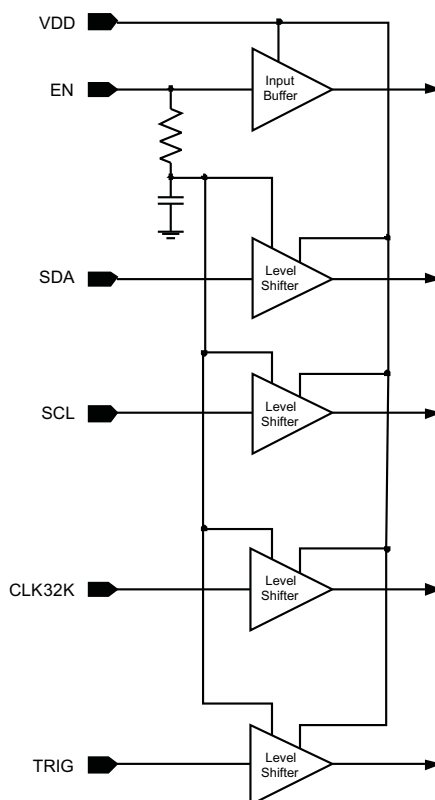 VDD
EN
Input
Buffer
SDA
Level
Shifter
SCL
Level
Shifter
CLK32K
Level
Shifter
TRIG
Level
Shifter